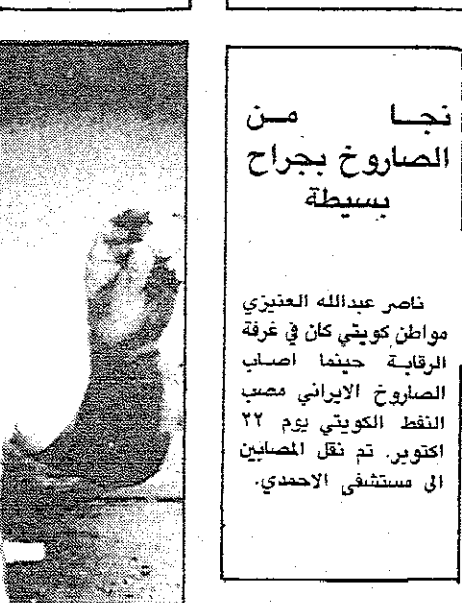 نجا من
الصاروخ بجراح
بسيطة
ناصر عبدالله العنيزي
مواطن كويتي كان في غرفة
الرقابة حينما اصاب
الصاروخ الايراني مصب
النفط الكويتي يوم ٢٢
اكتوبر. تم نقل المصابين
الى مستشفى الاحمدي.